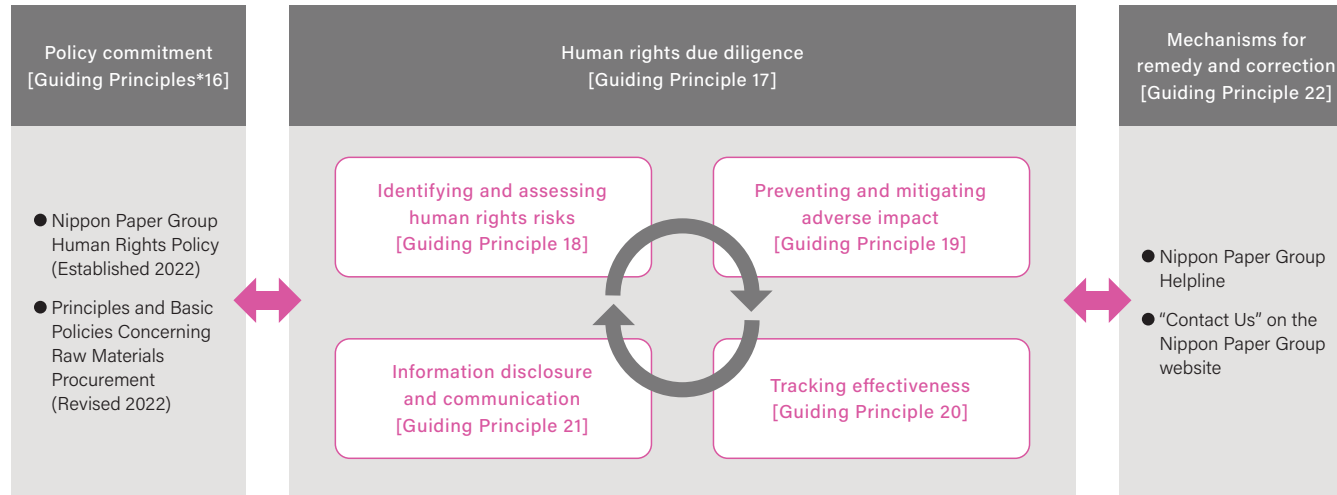 Policy commitment
[Guiding Principles*16]
Human rights due diligence
[Guiding Principle 17]
Mechanisms for
remedy and correction
[Guiding Principle 22]
● Nippon Paper Group
Human Rights Policy
(Established 2022)
● Principles and Basic
Policies Concerning
Raw Materials
Procurement
(Revised 2022)
Identifying and assessing
human rights risks
[Guiding Principle 18]
Preventing and mitigating
adverse impact
[Guiding Principle 19]
Information disclosure
and communication
[Guiding Principle 21]
Tracking effectiveness
[Guiding Principle 20]
● Nippon Paper Group
Helpline
● “Contact Us” on the
Nippon Paper Group
website